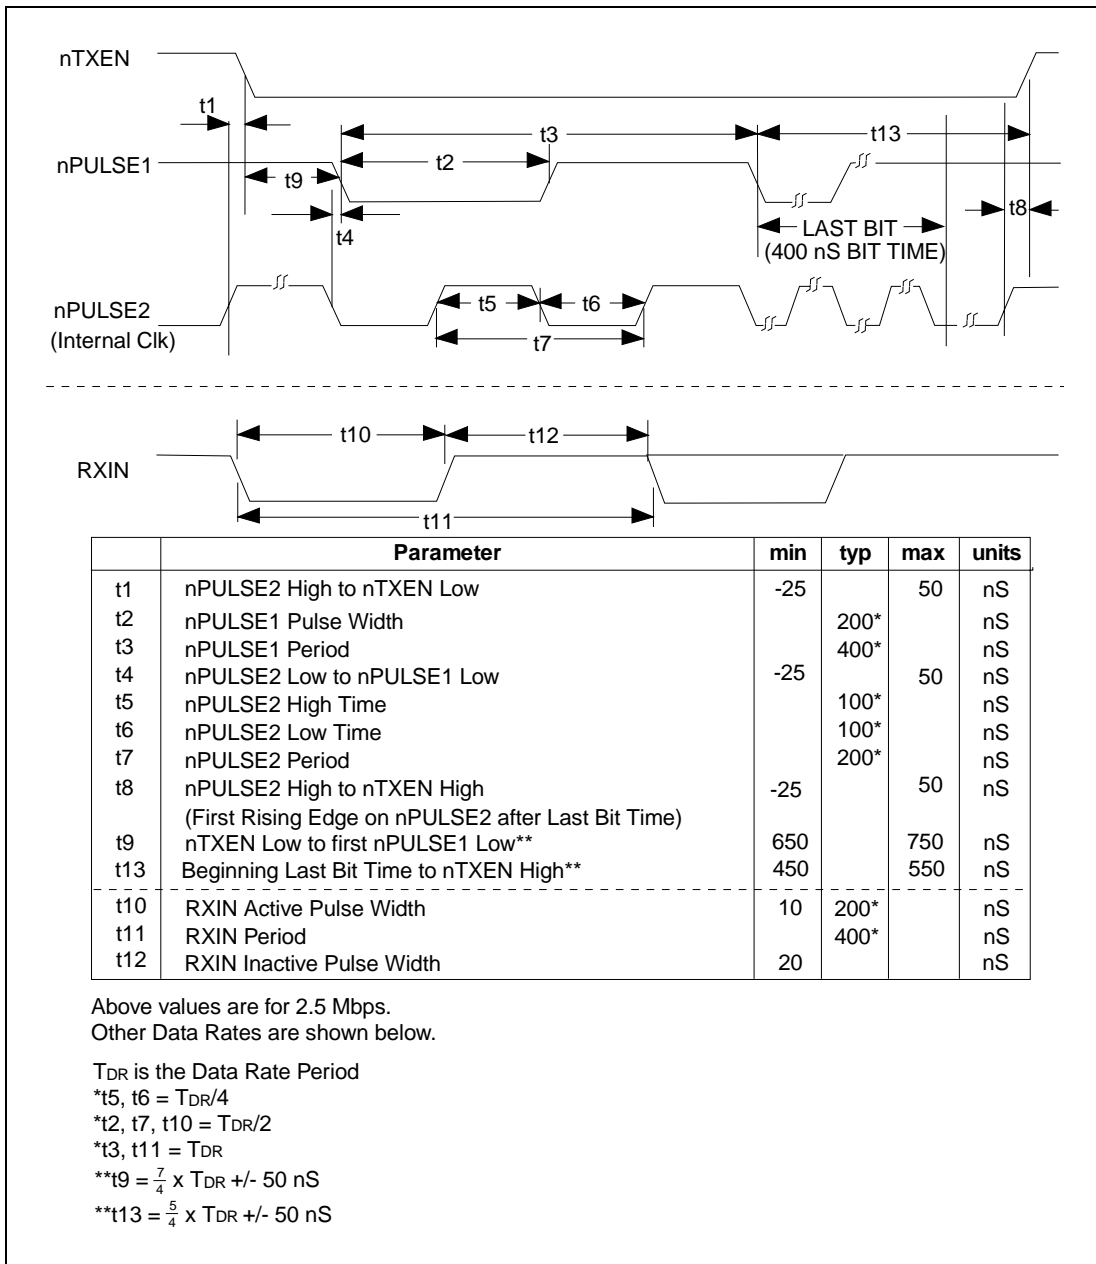 nTXEN
t1
t3
t13
nPULSE1
t2
t9
t8
t4
LAST BIT
(400 nS BIT TIME)
nPULSE2
(Internal Clk)
t5
t6
t7
t10
t12
RXIN
t11
Parameter min typ max units
t1 nPULSE2 High to nTXEN Low -25 50 nS
t2 nPULSE1 Pulse Width 200* nS
t3 nPULSE1 Period 400* nS
t4 nPULSE2 Low to nPULSE1 Low -25 50 nS
t5 nPULSE2 High Time 100* nS
t6 nPULSE2 Low Time 100* nS
t7 nPULSE2 Period 200* nS
t8 nPULSE2 High to nTXEN High -25 50 nS
(First Rising Edge on nPULSE2 after Last Bit Time)
t9 nTXEN Low to first nPULSE1 Low** 650 750 nS
t13 Beginning Last Bit Time to nTXEN High** 450 550 nS
t10 RXIN Active Pulse Width 10 200* nS
t11 RXIN Period 400* nS
t12 RXIN Inactive Pulse Width 20 nS
Above values are for 2.5 Mbps.
Other Data Rates are shown below.
TDR is the Data Rate Period
*t5, t6 = TDR/4
*t2, t7, t10 = TDR/2
*t3, t11 = TDR
**t9 = 7/4 x TDR +/- 50 nS
**t13 = 5/4 x TDR +/- 50 nS